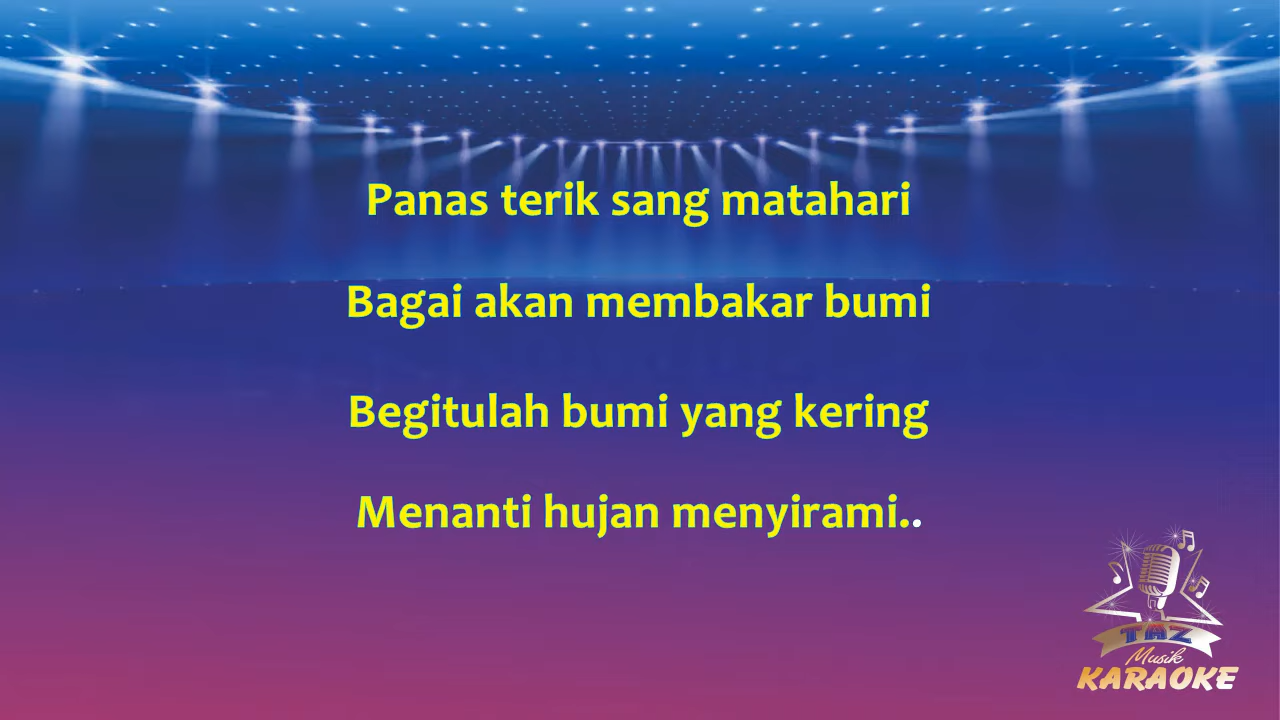 Panas terik sang matahari
Bagai akan membakar bumi
Begitulah bumi yang kering
Menanti hujan menyirami..
TAZ
Musik
KARAOKE